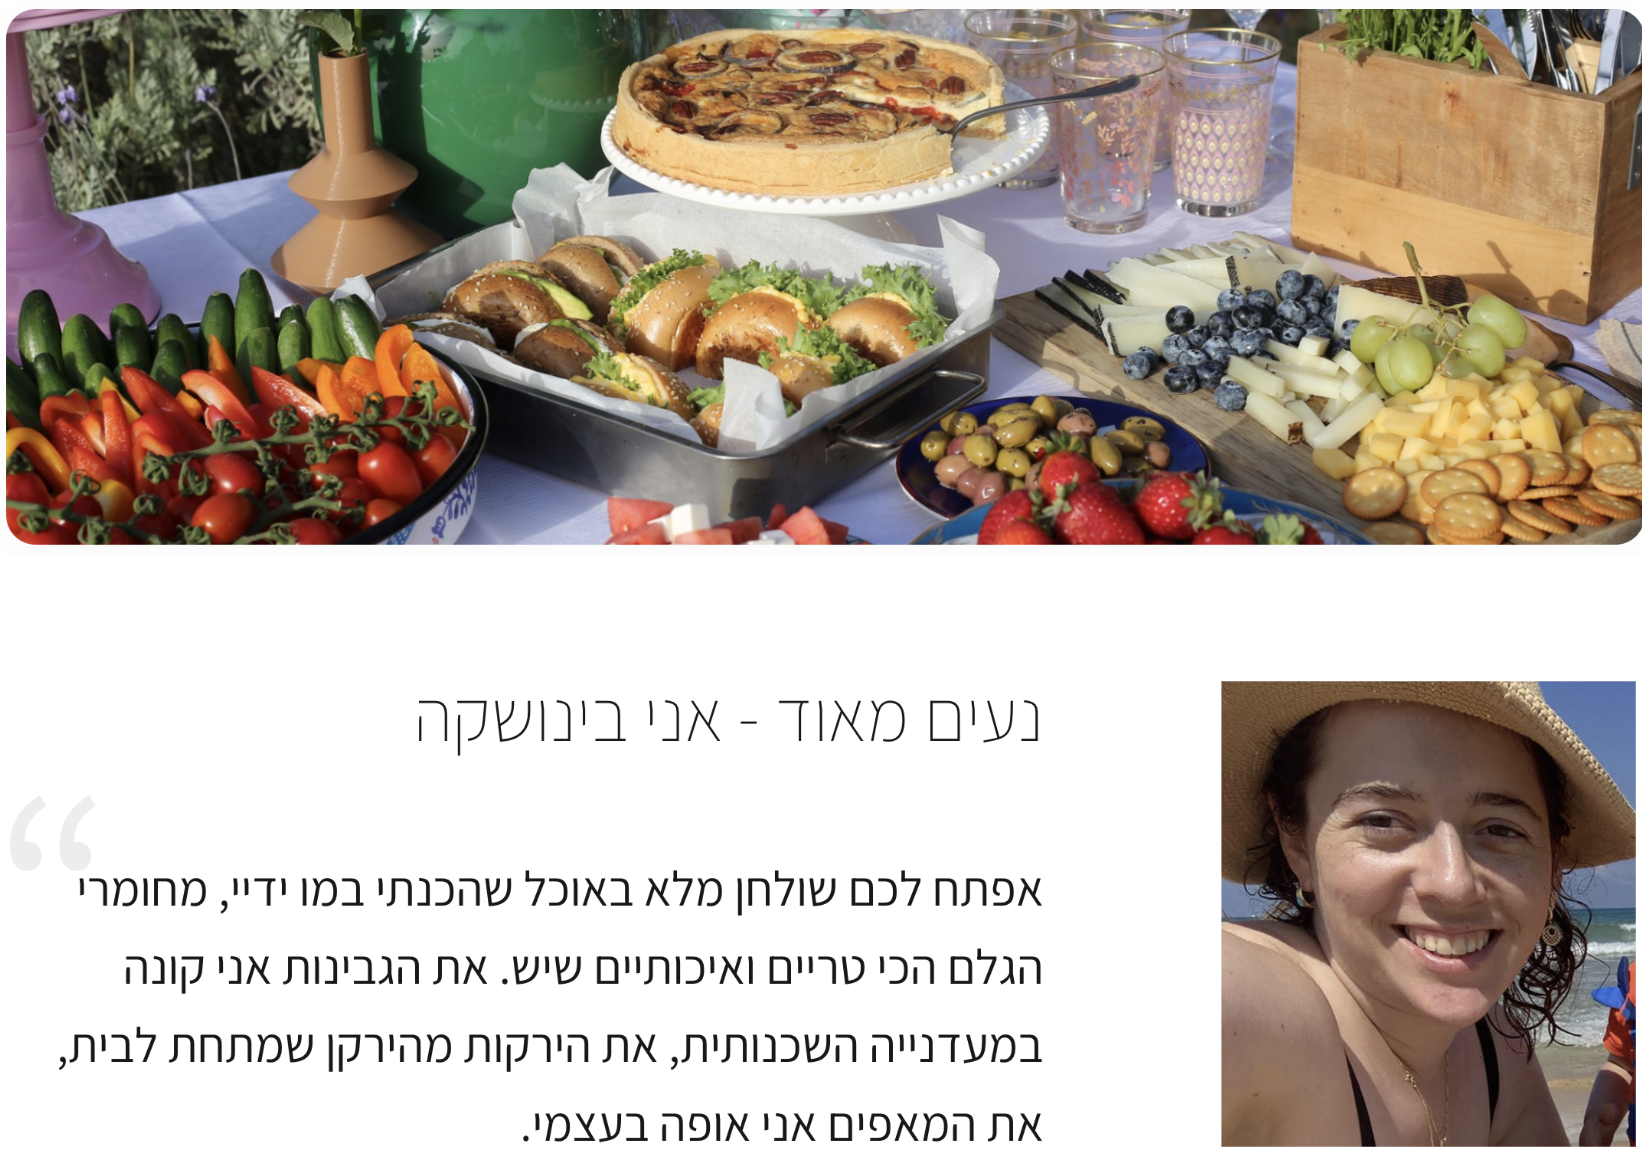 נעים מאוד - אני בינושקה
אפתח לכם שולחן מלא באוכל שהכנתי במו ידיי, מחומרי
הגלם הכי טריים ואיכותיים שיש. את הגבינות אני קונה
במעדנייה השכנותית, את הירקות מהירקן שמתחת לבית,
את המאפים אני אופה בעצמי.